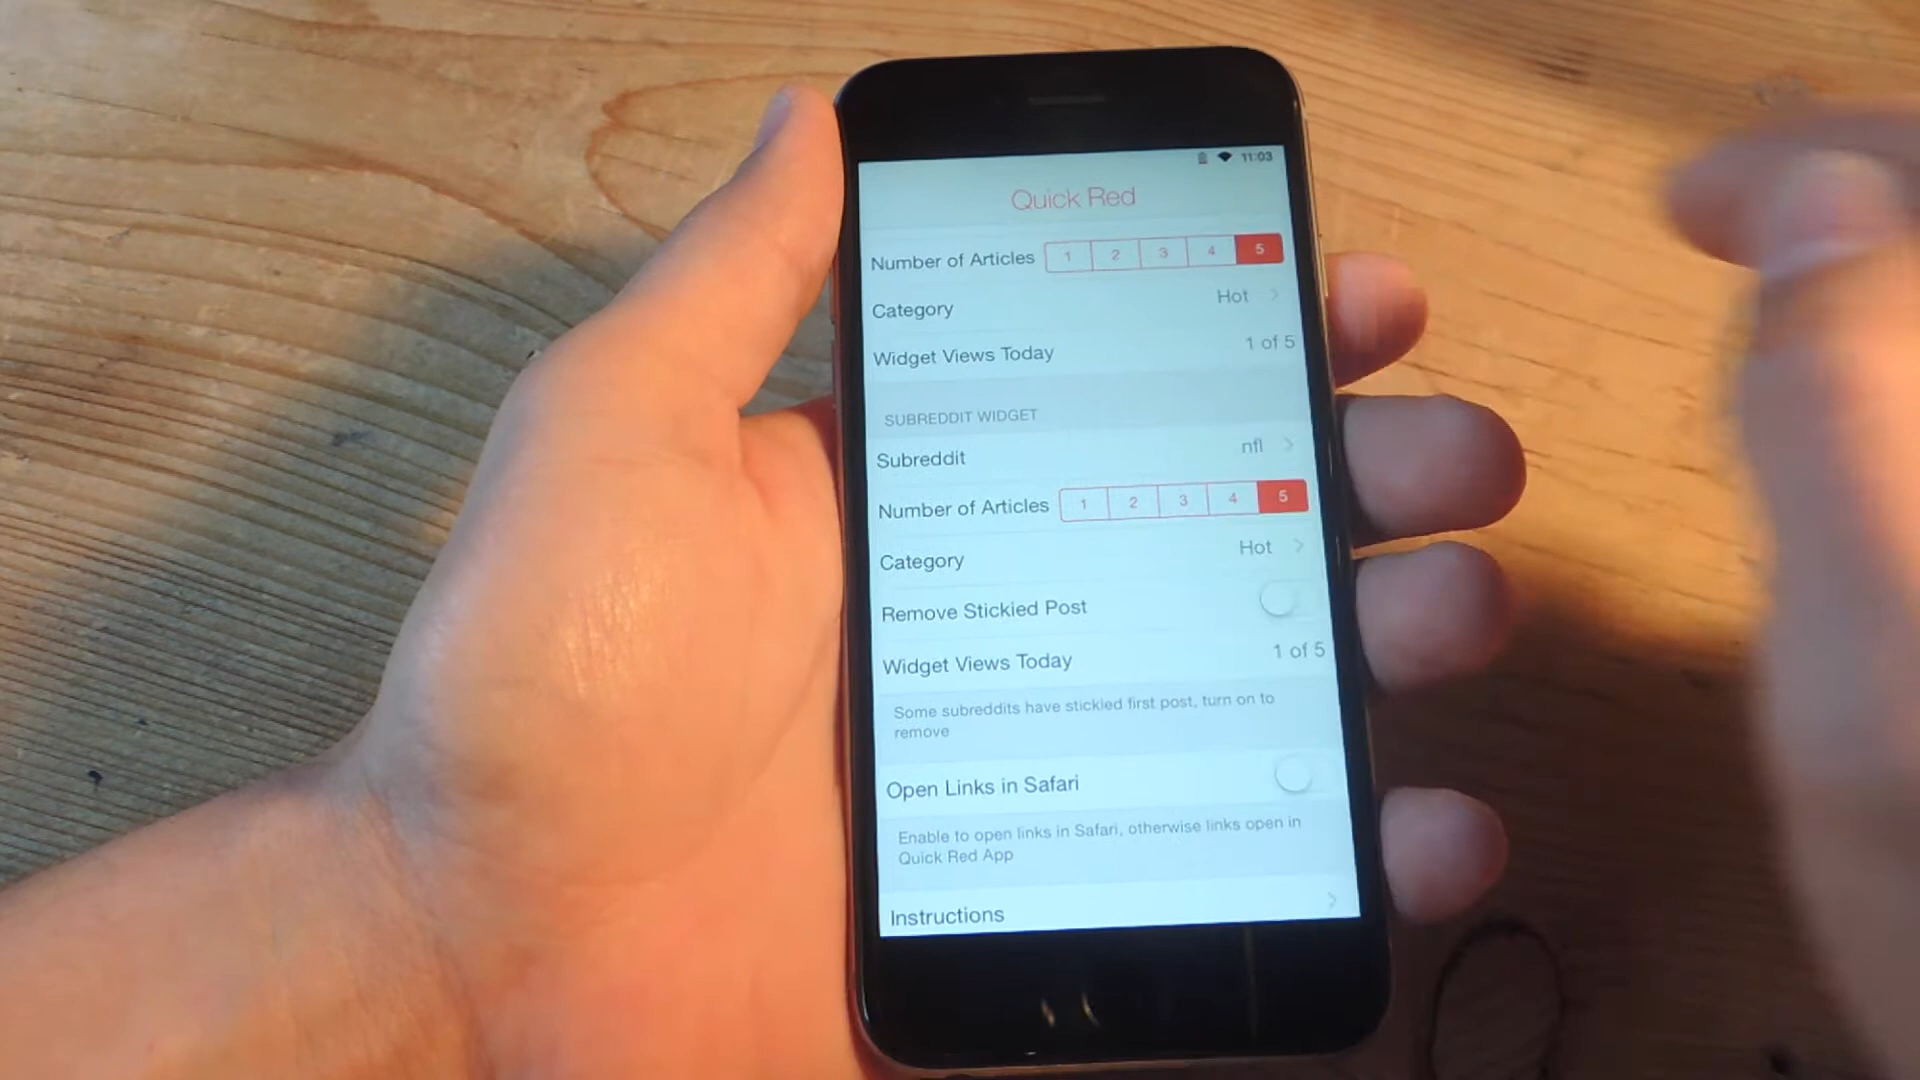 11:03
Quick Red
Number of Articles 1 2 3 4 5
Category Hot
Widget Views Today 1 of 5
SUBREDDIT WIDGET
Subreddit nfl
Number of Articles 1 2 3 4 5
Category Hot
Remove Stickied Post
Widget Views Today 1 of 5
Some subreddits have stickied first post, turn on to
remove
Open Links in Safari
Enable to open links in Safari, otherwise links open in
Quick Red App
Instructions